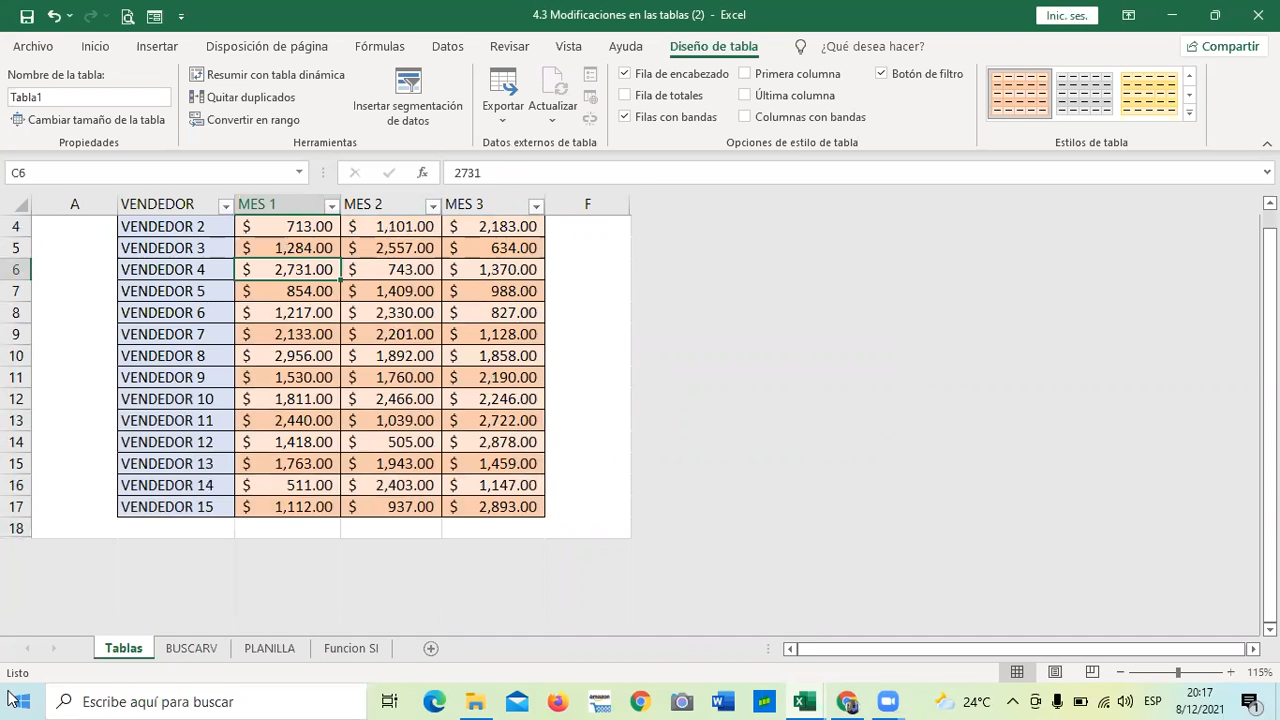 4.3 Modificaciones en las tablas (2) - Excel
Inic. ses.
Archivo Inicio Insertar Disposición de página Fórmulas Datos Revisar Vista Ayuda Diseño de tabla ¿Qué desea hacer? Compartir
Nombre de la tabla:
Tabla1
Cambiar tamaño de la tabla
Propiedades
Resumir con tabla dinámica
Quitar duplicados
Convertir en rango
Insertar segmentación
de datos
Herramientas
Exportar Actualizar
Datos externos de tabla
Fila de encabezado Primera columna Botón de filtro
Fila de totales Última columna
Filas con bandas Columnas con bandas
Opciones de estilo de tabla
Estilos de tabla
C6 fx 2731
A VENDEDOR MES 1 MES 2 MES 3 F
4 VENDEDOR 2 $ 713.00 $ 1,101.00 $ 2,183.00
5 VENDEDOR 3 $ 1,284.00 $ 2,557.00 $ 634.00
6 VENDEDOR 4 $ 2,731.00 $ 743.00 $ 1,370.00
7 VENDEDOR 5 $ 854.00 $ 1,409.00 $ 988.00
8 VENDEDOR 6 $ 1,217.00 $ 2,330.00 $ 827.00
9 VENDEDOR 7 $ 2,133.00 $ 2,201.00 $ 1,128.00
10 VENDEDOR 8 $ 2,956.00 $ 1,892.00 $ 1,858.00
11 VENDEDOR 9 $ 1,530.00 $ 1,760.00 $ 2,190.00
12 VENDEDOR 10 $ 1,811.00 $ 2,466.00 $ 2,246.00
13 VENDEDOR 11 $ 2,440.00 $ 1,039.00 $ 2,722.00
14 VENDEDOR 12 $ 1,418.00 $ 505.00 $ 2,878.00
15 VENDEDOR 13 $ 1,763.00 $ 1,943.00 $ 1,459.00
16 VENDEDOR 14 $ 511.00 $ 2,403.00 $ 1,147.00
17 VENDEDOR 15 $ 1,112.00 $ 937.00 $ 2,893.00
18
Tablas BUSCARV PLANILLA Funcion SI
Listo 115%
Escribe aquí para buscar
24°C ESP
20:17
8/12/2021